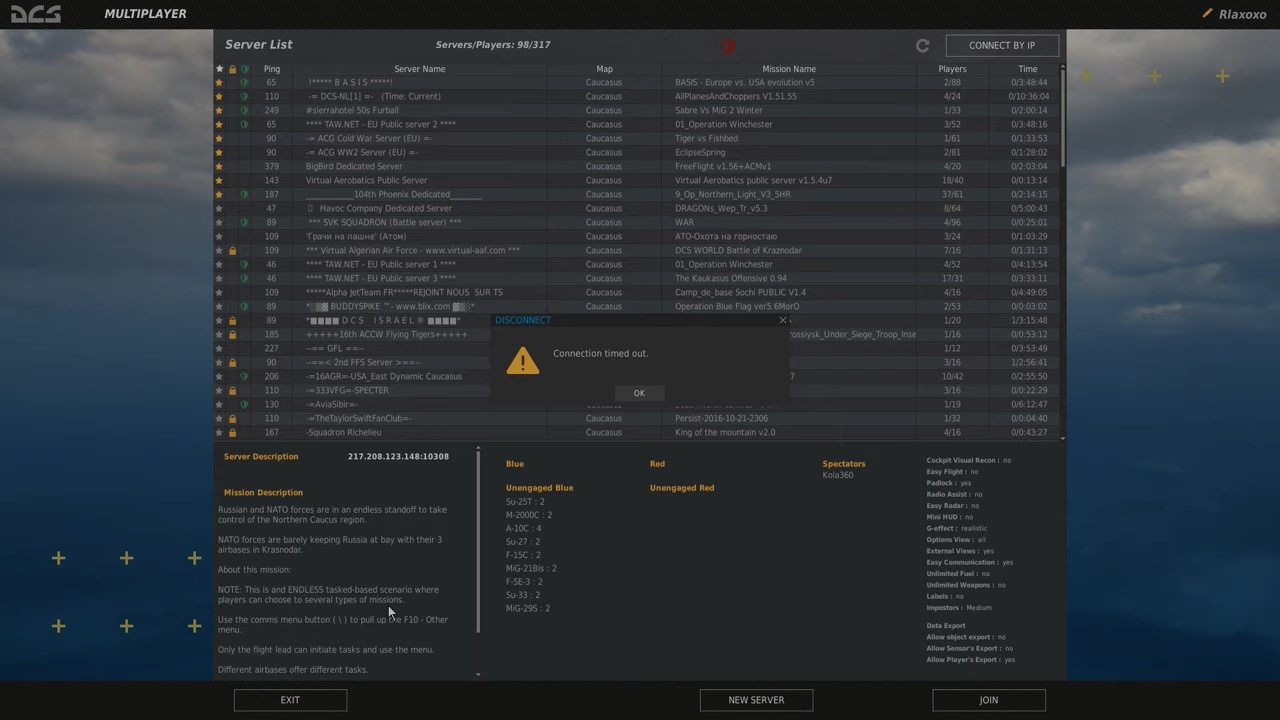 DCS MULTIPLAYER Rlaxoxo
Server List Servers/Players: 98/317 CONNECT BY IP
Ping Server Name Map Mission Name Players Time
65 !***** B A S I S *****! Caucasus BASIS - Europe vs. USA evolution v5 2/88 0/3:48:44
110 -= DCS-NL[1] =- (Time: Current) Caucasus AllPlanesAndChoppers V1.51.55 4/24 0/10:36:04
249 #sierrahotel 50s Furball Caucasus Sabre Vs MiG 2 Winter 1/33 0/2:00:14
65 **** TAW.NET - EU Public server 2 **** Caucasus 01_Operation Winchester 3/52 0/3:48:16
90 -= ACG Cold War Server (EU) =- Caucasus Tiger vs Fishbed 1/61 0/1:33:53
90 -= ACG WW2 Server (EU) =- Caucasus EclipseSpring 2/81 0/1:28:02
379 BigBird Dedicated Server Caucasus FreeFlight v1.56+ACMv1 4/20 0/2:03:04
143 Virtual Aerobatics Public Server Caucasus Virtual Aerobatics public server v1.5.4u7 18/40 0/0:13:14
187 __________104th Phoenix Dedicated_______ Caucasus 9_Op_Northern_Light_V3_5HR 37/61 0/2:14:15
47 Havoc Company Dedicated Server Caucasus DRAGONs_Wep_Tr_v5.3 8/64 0/5:00:43
89 *** SVK SQUADRON (Battle server) *** Caucasus WAR 4/96 0/0:25:01
109 'Грачи на пашне' (Атом) Caucasus АТО-Охота на горностаю 3/24 0/1:03:29
109 *** Virtual Algerian Air Force - www.virtual-aaf.com *** Caucasus DCS WORLD Battle of Kraznodar 7/16 0/1:31:13
46 **** TAW.NET - EU Public server 1 **** Caucasus 01_Operation Winchester 4/52 0/4:13:54
46 **** TAW.NET - EU Public server 3 **** Caucasus The Kaukasus Offensive 0.94 17/31 0/3:33:11
109 *****Alpha JetTeam FR*****REJOINT NOUS SUR TS Caucasus Camp_de_base Sochi PUBLIC V1.4 4/16 0/4:49:05
89 *░▒▓ BUDDYSPIKE ™- www.blix.com ▓▒░* Caucasus Operation Blue Flag ver5.6MorO 2/53 0/0:03:02
89 *■■■■ D C S I S R A E L ® ■■■■* 1/20 1/3:15:48
185 +++++16th ACCW Flying Tigers+++++ rossiysk_Under_Siege_Troop_Inse 1/16 0/0:33:41
227 --== GFL ==-- 1/12 0/3:53:49
90 --==< 2nd FFS Server >==-- 3/16 1/2:56:41
206 -=16AGR=-USA_East Dynamic Caucasus 7 10/42 0/2:55:50
110 -=333VFG=-SPECTER 3/16 0/0:22:29
130 -=AviaSibir=- 1/19 0/6:12:47
110 -=TheTaylorSwiftFanClub=- Caucasus Persist-2016-10-21-2306 1/32 0/0:04:40
167 -Squadron Richelieu Caucasus King of the mountain v2.0 4/16 0/0:43:27
DISCONNECT
Connection timed out.
OK
Server Description 217.208.123.148:10308
Mission Description
Russian and NATO forces are in an endless standoff to take
control of the Northern Caucus region.
NATO forces are barely keeping Russia at bay with their 3
airbases in Krasnodar.
About this mission:
NOTE: This is and ENDLESS tasked-based scenario where
players can choose to several types of missions.
Use the comms menu button ( \ ) to pull up the F10 - Other
menu.
Only the flight lead can initiate tasks and use the menu.
Different airbases offer different tasks.
Blue Red Spectators
Kola360
Unengaged Blue Unengaged Red
Su-25T : 2
M-2000C : 2
A-10C : 4
Su-27 : 2
F-15C : 2
MiG-21Bis : 2
F-5E-3 : 2
Su-33 : 2
MiG-29S : 2
Cockpit Visual Recon : no
Easy Flight : no
Padlock : yes
Radio Assist : no
Easy Radar : no
Mini HUD : no
G-effect : realistic
Options View : all
External Views : yes
Easy Communication : yes
Unlimited Fuel : no
Unlimited Weapons : no
Labels : no
Impostors : Medium
Data Export
Allow object export : no
Allow Sensor's Export : no
Allow Player's Export : yes
EXIT NEW SERVER JOIN